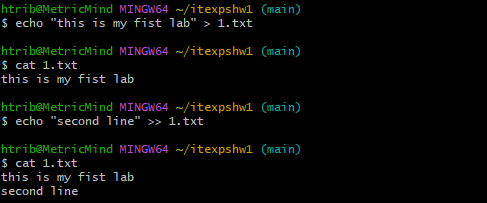 htrib@MetricMind MINGW64 ~/itexpshw1 (main)
$ echo "this is my fist lab" > 1.txt
htrib@MetricMind MINGW64 ~/itexpshw1 (main)
$ cat 1.txt
this is my fist lab
htrib@MetricMind MINGW64 ~/itexpshw1 (main)
$ echo "second line" >> 1.txt
htrib@MetricMind MINGW64 ~/itexpshw1 (main)
$ cat 1.txt
this is my fist lab
second line